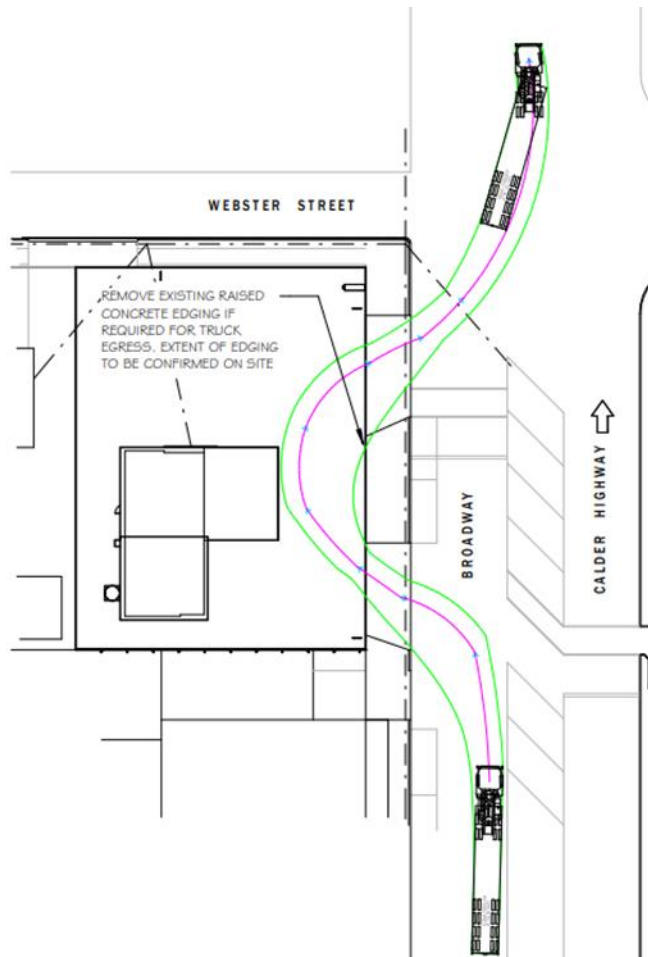 WEBSTER STREET
REMOVE EXISTING RAISED
CONCRETE EDGING IF
REQUIRED FOR TRUCK
EGRESS. EXTENT OF EDGING
TO BE CONFIRMED ON SITE
BROADWAY
CALDER HIGHWAY